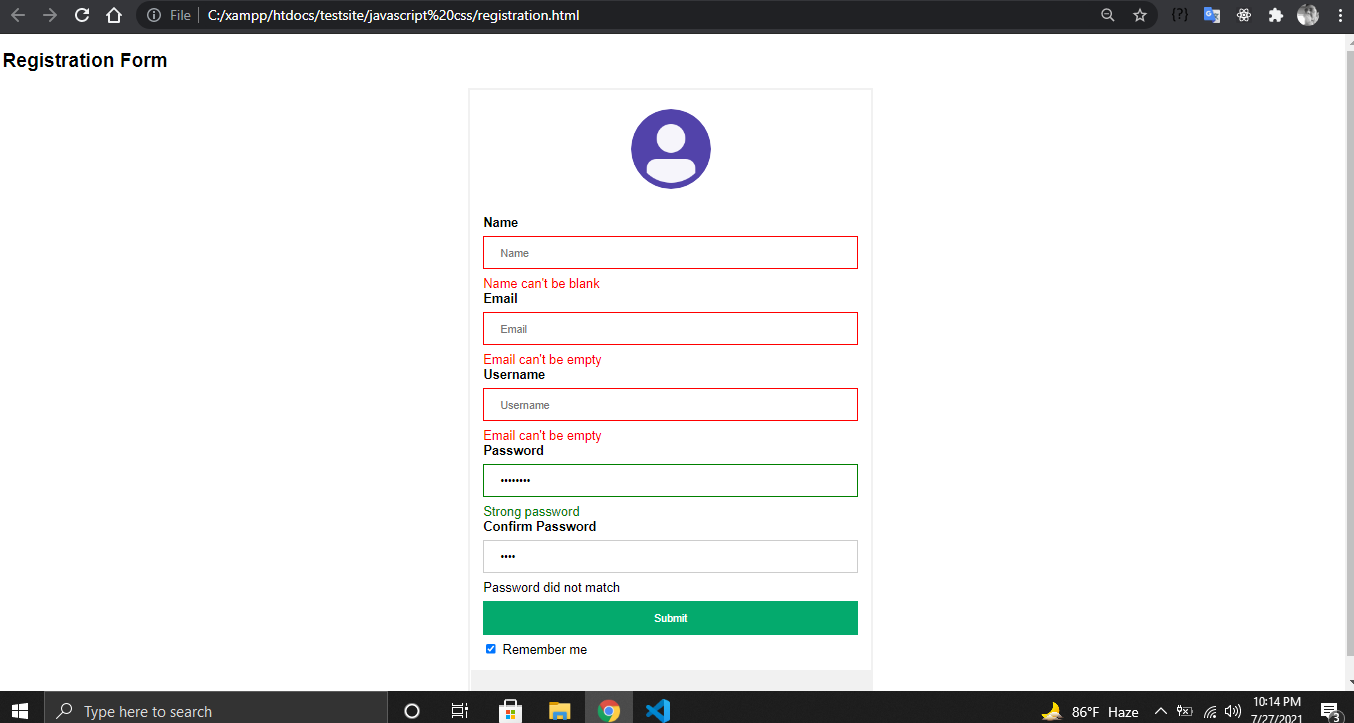 File C:/xampp/htdocs/testsite/javascript%20css/registration.html
Registration Form
Name
Name
Name can't be blank
Email
Email
Email can't be empty
Username
Username
Email can't be empty
Password
••••••••
Strong password
Confirm Password
••••
Password did not match
Submit
Remember me
Type here to search
86°F Haze
10:14 PM
7/27/2021
3